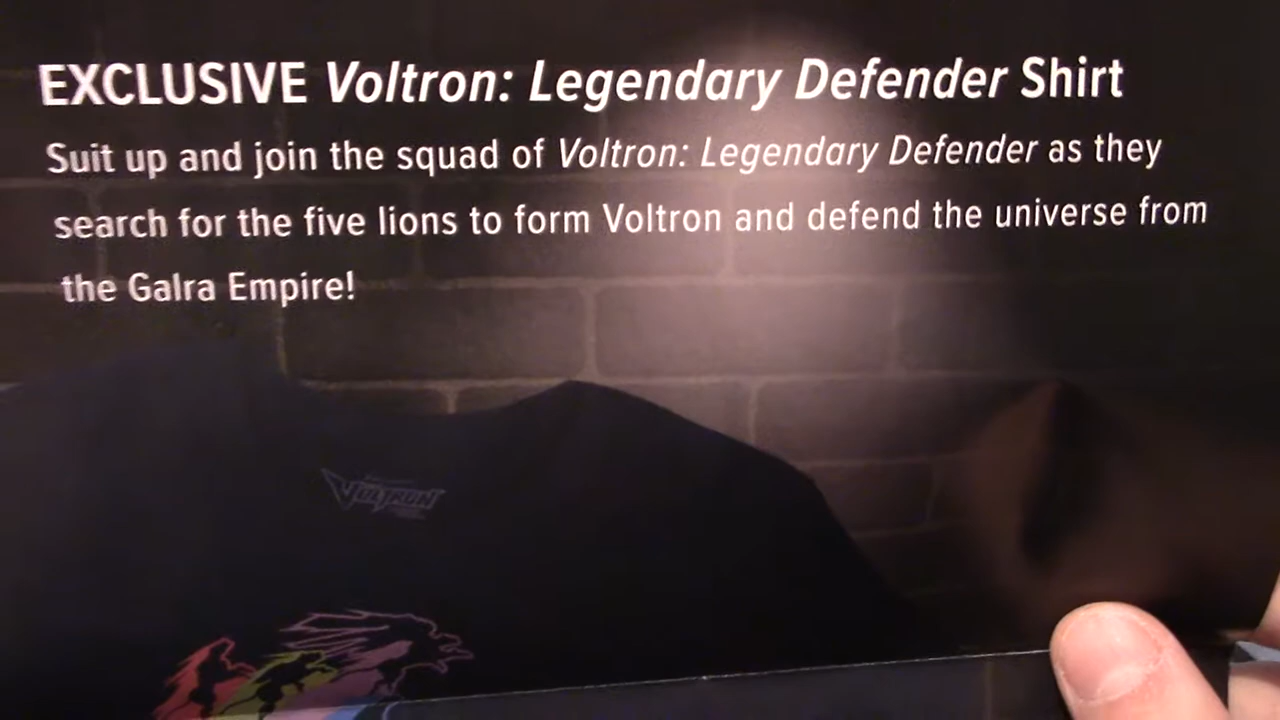 EXCLUSIVE Voltron: Legendary Defender Shirt
Suit up and join the squad of Voltron: Legendary Defender as they
search for the five lions to form Voltron and defend the universe from
the Galra Empire!
VOLTRON